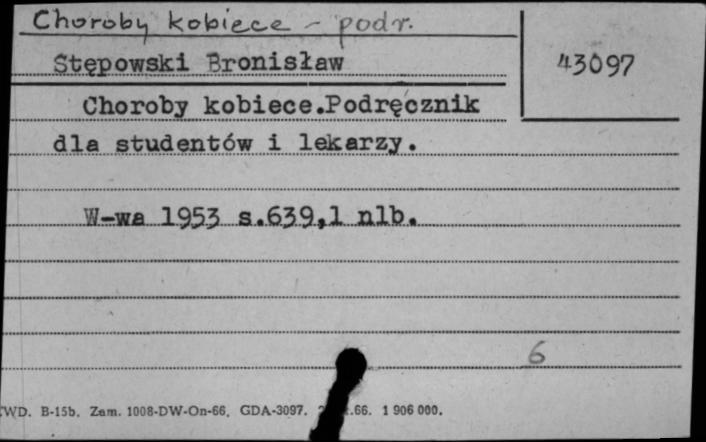 Choroby kobiece - podr.
Stępowski Bronisław
43097
Choroby kobiece.Podręcznik
dla studentów i lekarzy.
W-wa 1953 s.639,1 nlb.
6
WD. B-15b. Zam. 1008-DW-On-66. GDA-3097. .66. 1 906 000.